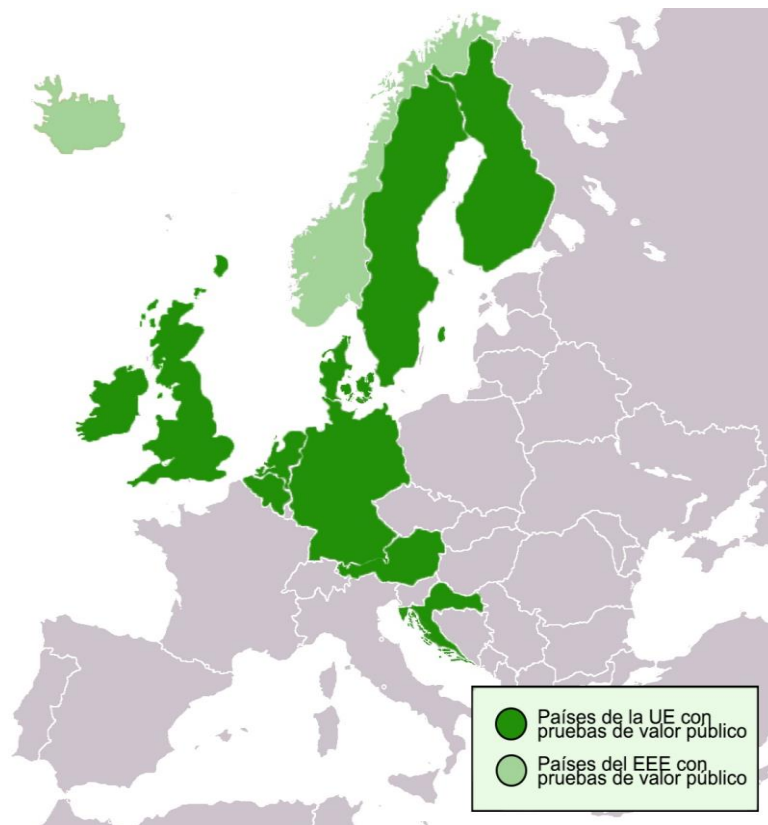 Países de la UE con
pruebas de valor público
Países del EEE con
pruebas de valor público